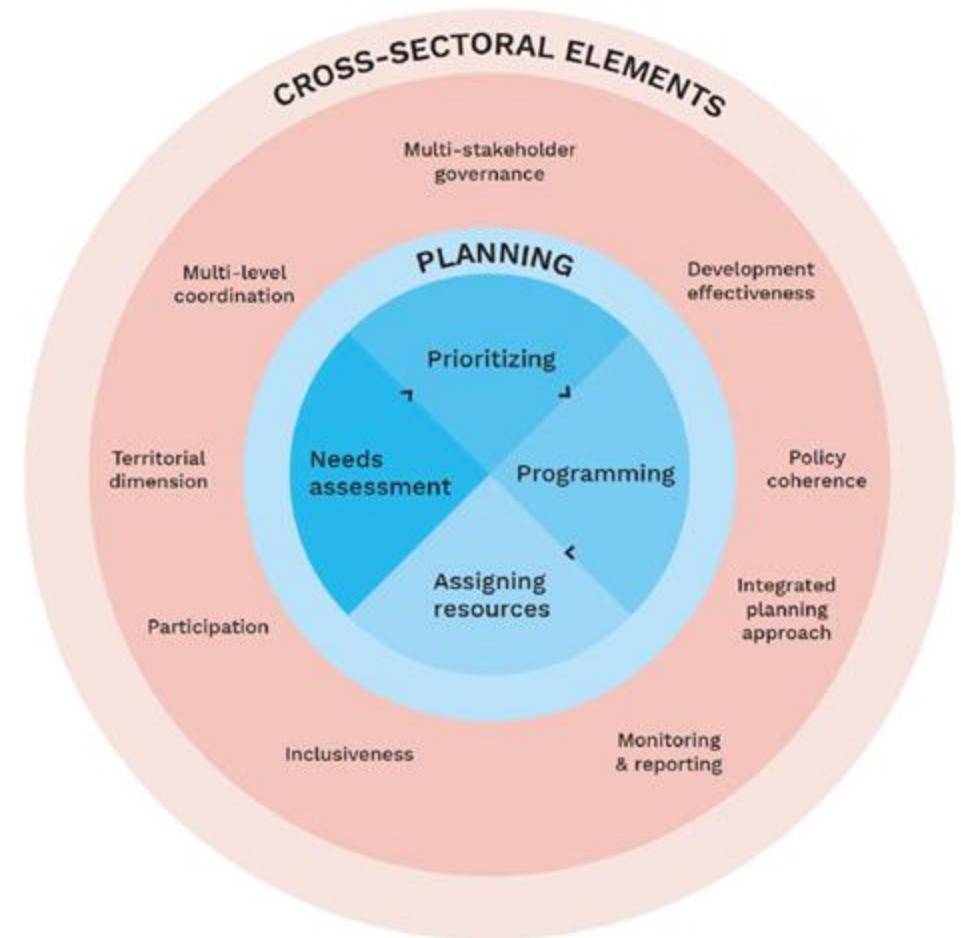 CROSS-SECTORAL ELEMENTS
Multi-stakeholder
governance
Development
effectiveness
Policy
coherence
Integrated
planning
approach
Monitoring
& reporting
Inclusiveness
Participation
Territorial
dimension
Multi-level
coordination
PLANNING
Prioritizing
Programming
Assigning
resources
Needs
assessment